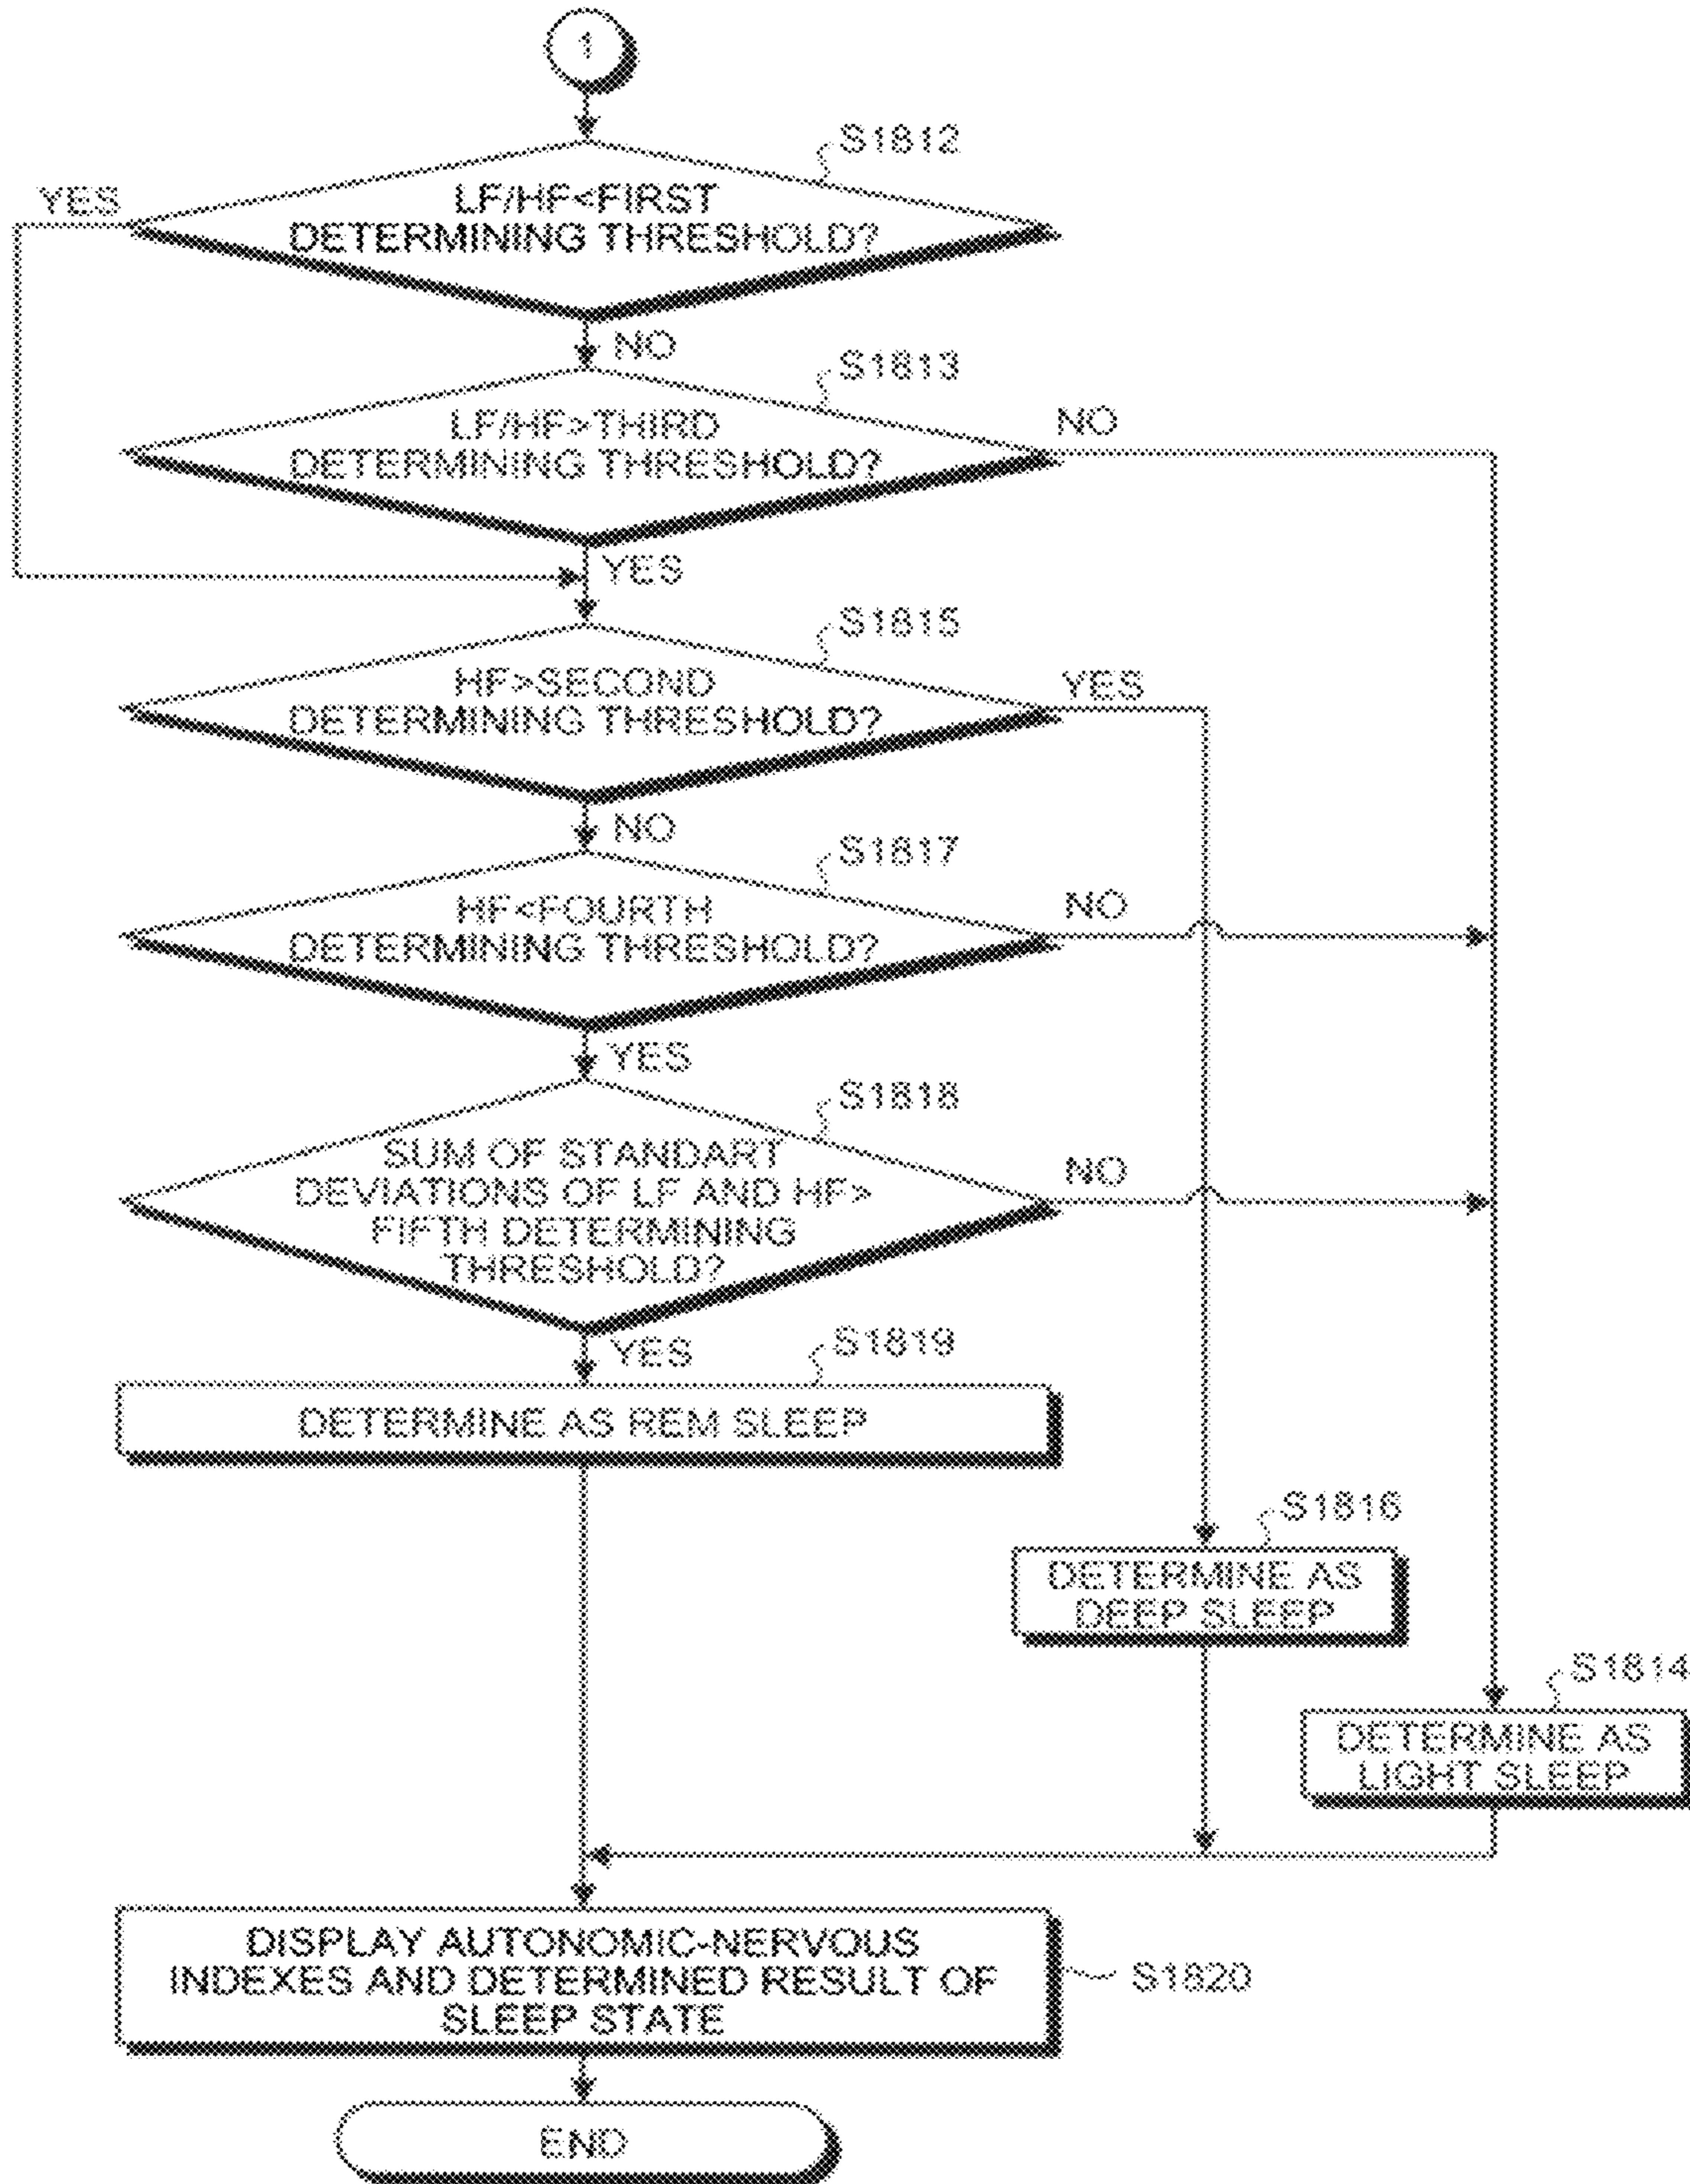 1
S1812
YES
LF/HF<FIRST
DETERMINING THRESHOLD?
NO
S1813
LF/HF>THIRD
DETERMINING THRESHOLD?
NO
YES
S1815
HF>SECOND
DETERMINING THRESHOLD?
YES
NO
S1817
HF<FOURTH
DETERMINING THRESHOLD?
NO
YES
S1818
SUM OF STANDART
DEVIATIONS OF LF AND HF>
FIFTH DETERMINING
THRESHOLD?
NO
YES
S1819
DETERMINE AS REM SLEEP
S1816
DETERMINE AS
DEEP SLEEP
S1814
DETERMINE AS
LIGHT SLEEP
DISPLAY AUTONOMIC-NERVOUS
INDEXES AND DETERMINED RESULT OF
SLEEP STATE
S1820
END